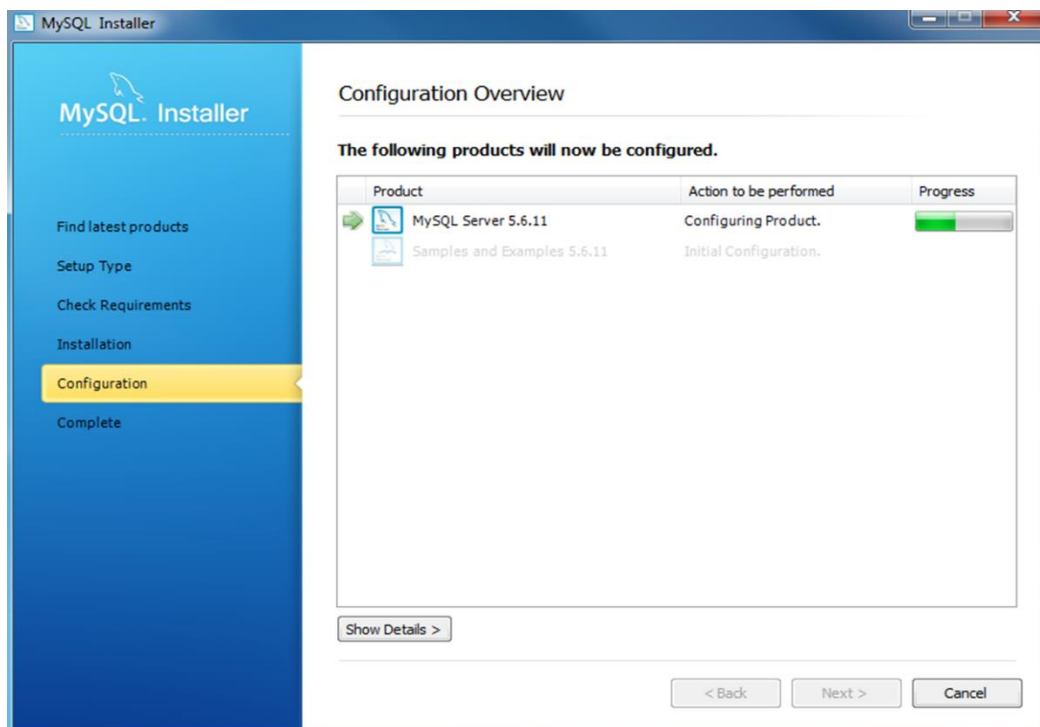 MySQL Installer
MySQL. Installer
Find latest products
Setup Type
Check Requirements
Installation
Configuration
Complete
Configuration Overview
The following products will now be configured.
Product Action to be performed Progress
MySQL Server 5.6.11 Configuring Product.
Samples and Examples 5.6.11 Initial Configuration.
Show Details >
< Back Next > Cancel